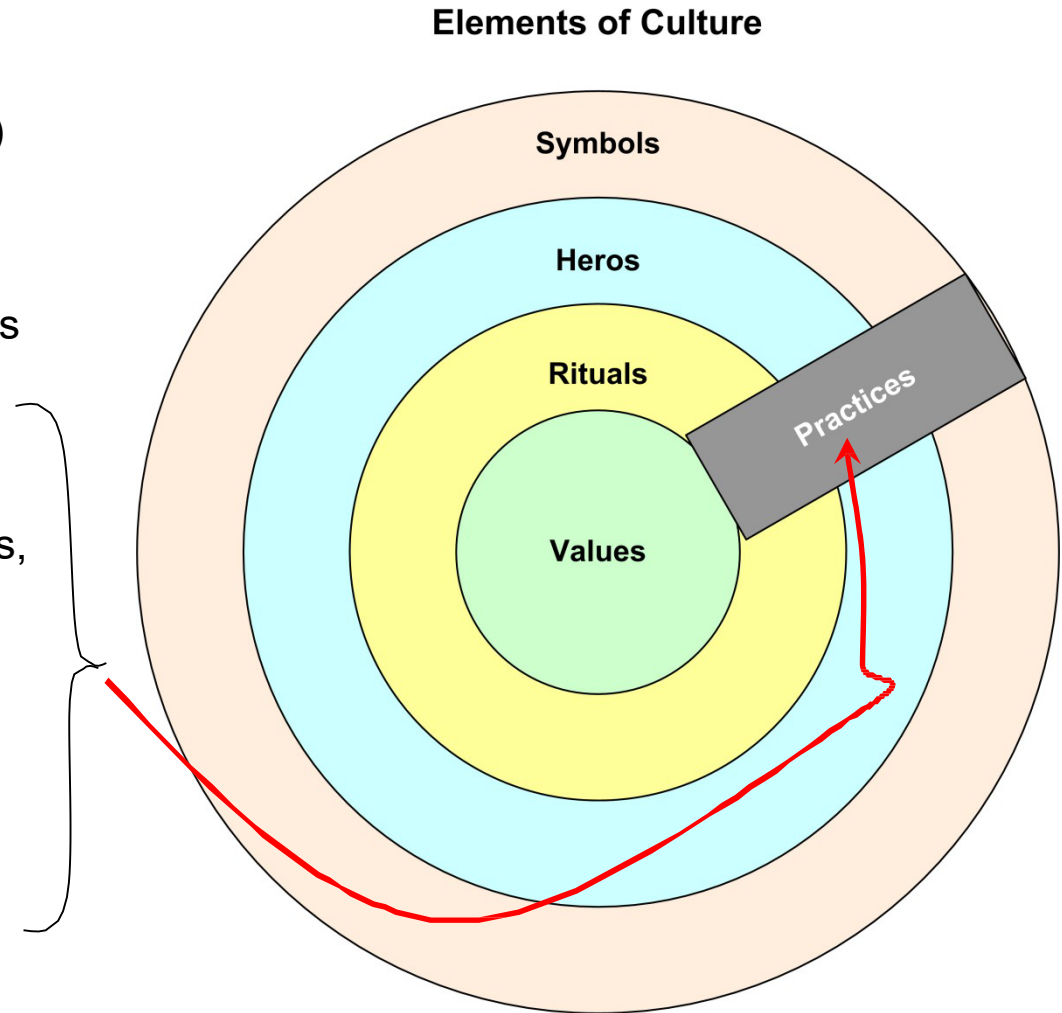 Elements of Culture
)
Symbols
Heros
s
Rituals
Practices
s,
Values